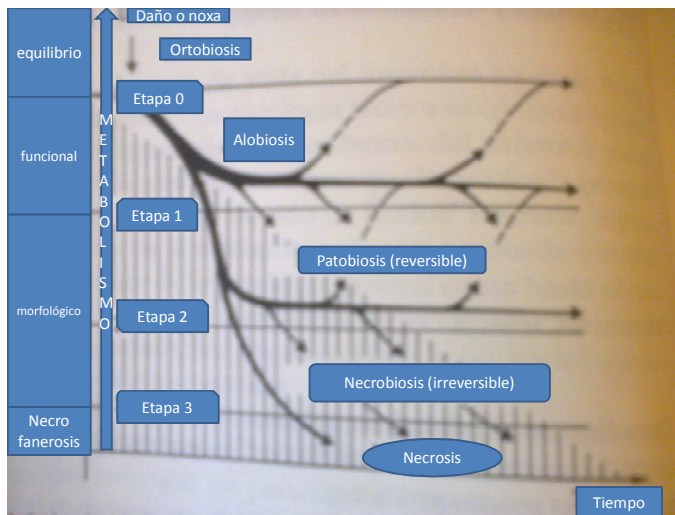 Daño o noxa
equilibrio
Ortobiosis
Etapa 0
METABOLISMO
funcional
Alobiosis
Etapa 1
Patobiosis (reversible)
morfológico
Etapa 2
Necrobiosis (irreversible)
Etapa 3
Necro
fanerosis
Necrosis
Tiempo